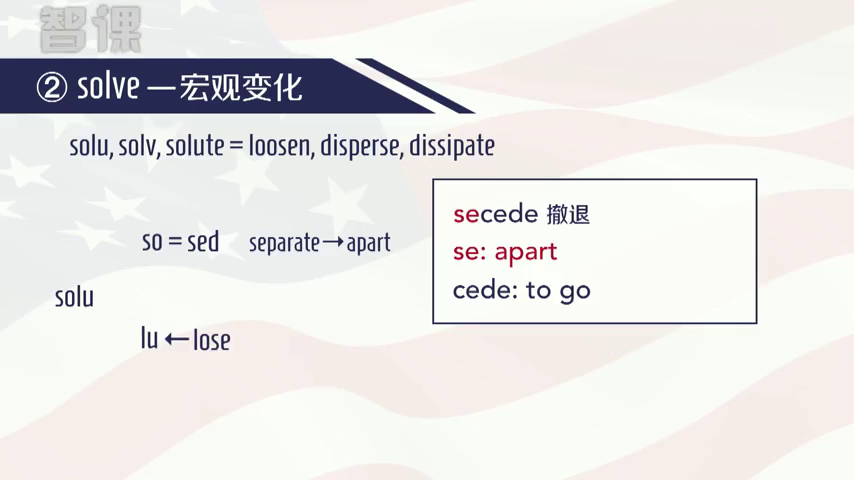 智课
② solve — 宏观变化
solu, solv, solute = loosen, disperse, dissipate
so = sed separate→apart
solu
lu ← lose
secede 撤退
se: apart
cede: to go